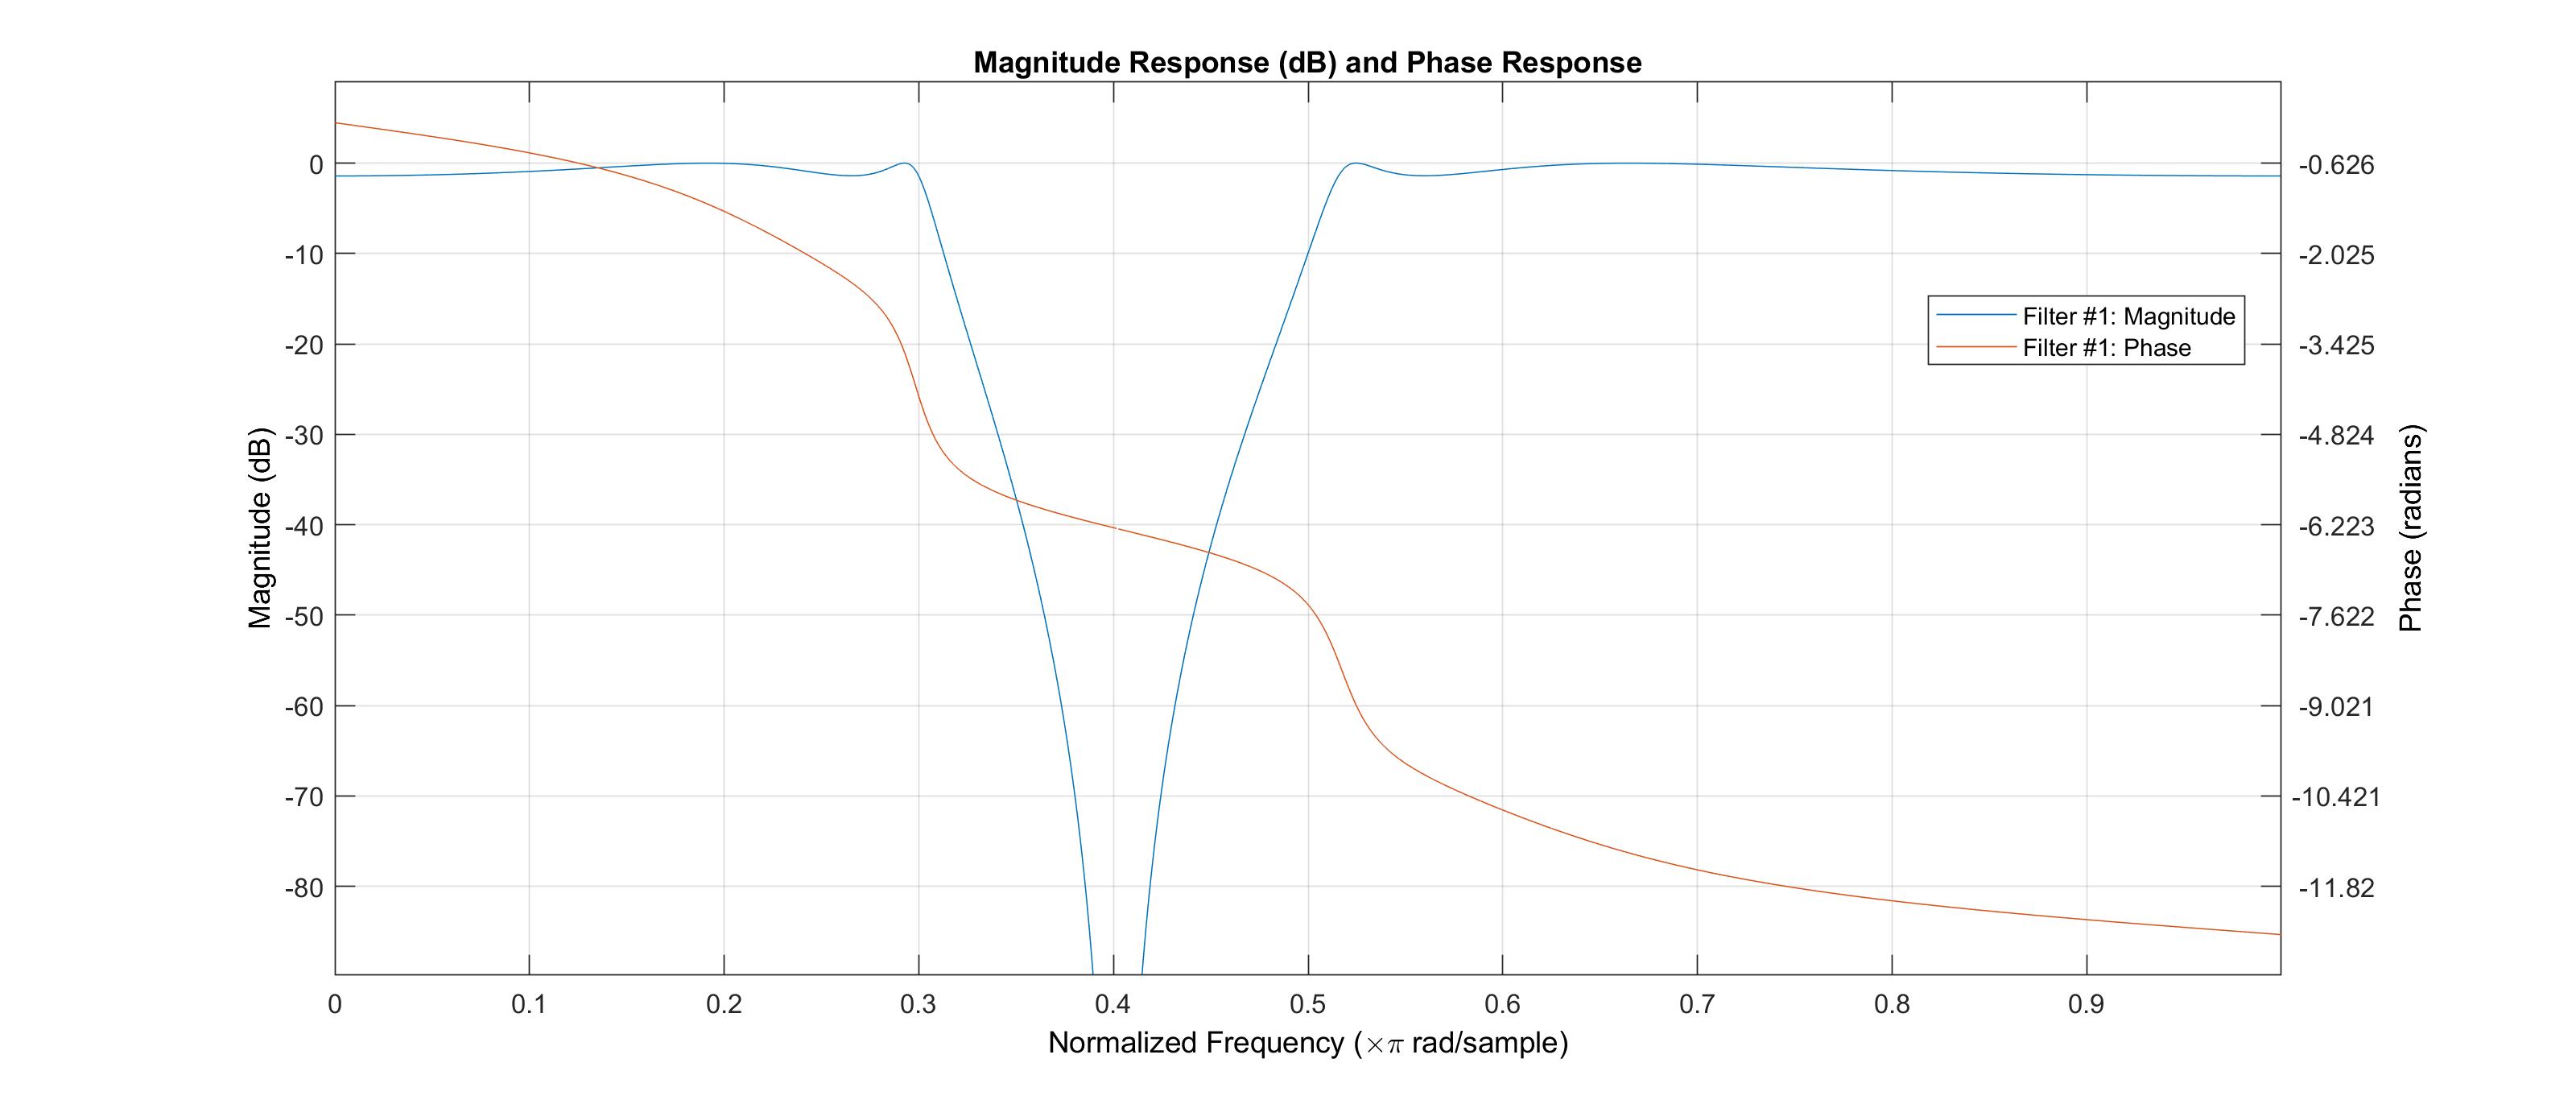 Magnitude Response (dB) and Phase Response
Magnitude (dB)
0
-10
-20
-30
-40
-50
-60
-70
-80
-0.626
-2.025
-3.425
-4.824
-6.223
-7.622
-9.021
-10.421
-11.82
Phase (radians)
Filter #1: Magnitude
Filter #1: Phase
0 0.1 0.2 0.3 0.4 0.5 0.6 0.7 0.8 0.9
Normalized Frequency (×π rad/sample)